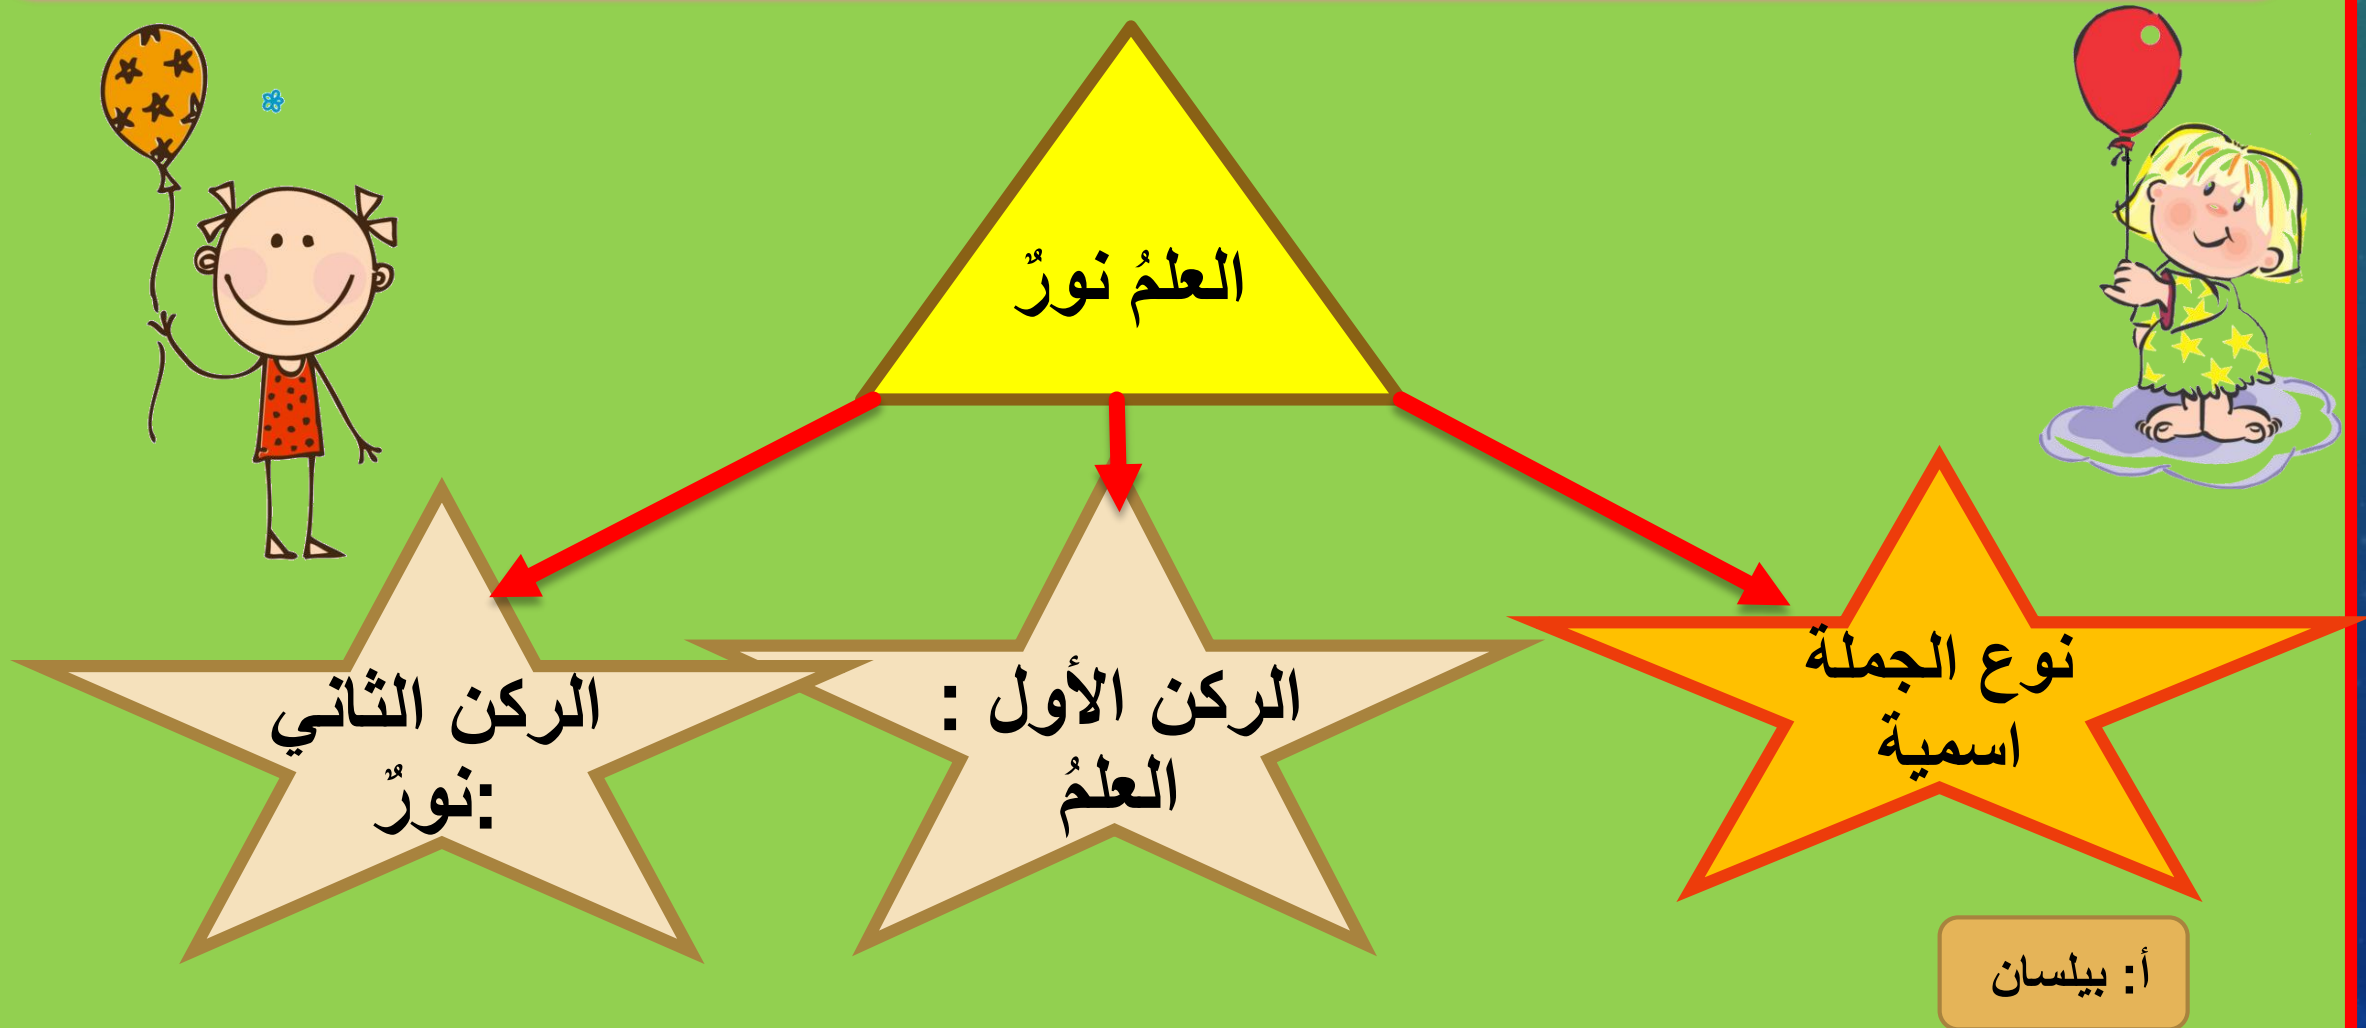 العلمُ نورٌ
نوع الجملة
اسمية
الركن الأول :
العلمُ
الركن الثاني
:نورٌ
أ: بيلسان